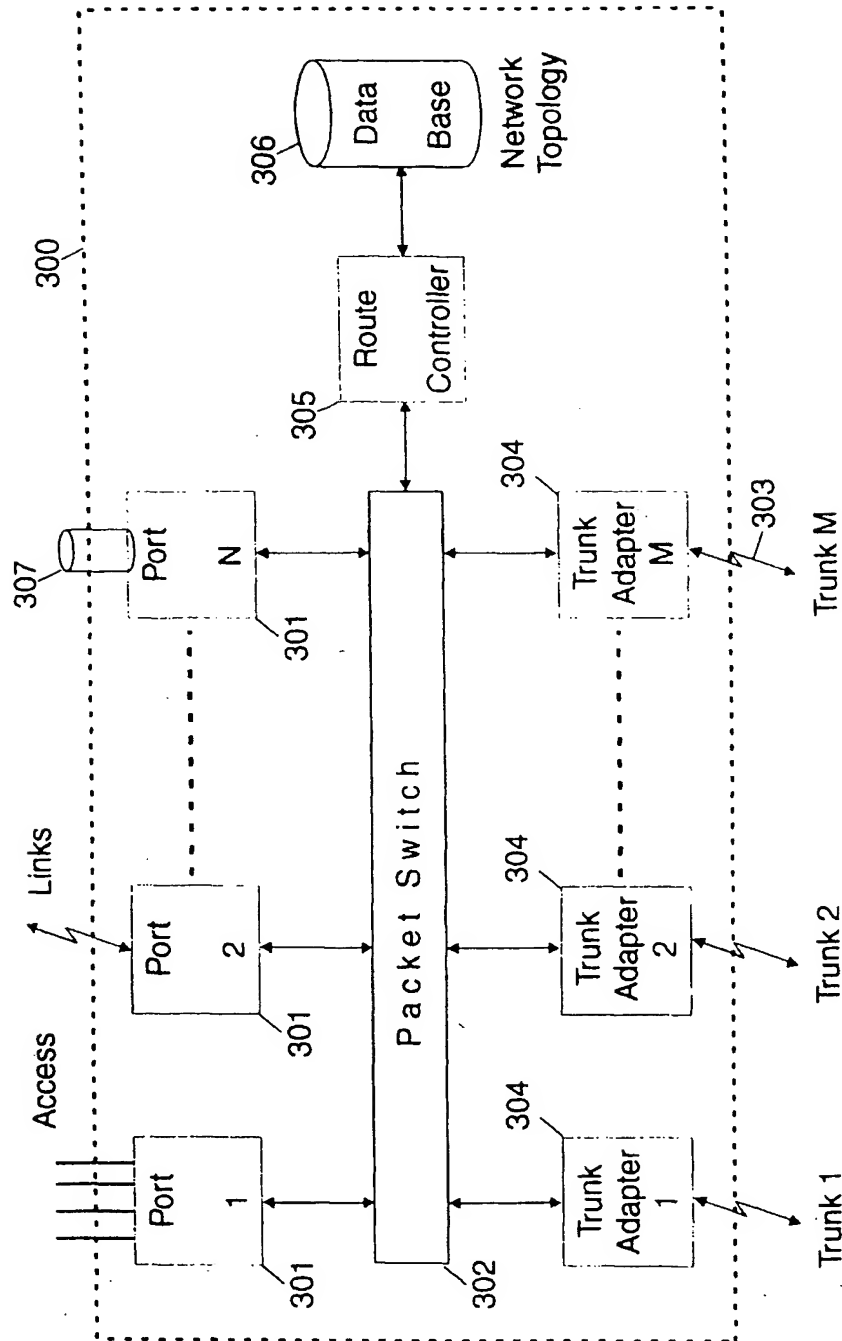 Access
Links
307
300
Port
1
Port
2
Port
N
301
301
301
306
Data
Base
Network
Topology
305
Route
Controller
Packet Switch
302
304
304
304
Trunk
Adapter
1
Trunk
Adapter
2
Trunk
Adapter
M
303
Trunk 1
Trunk 2
Trunk M